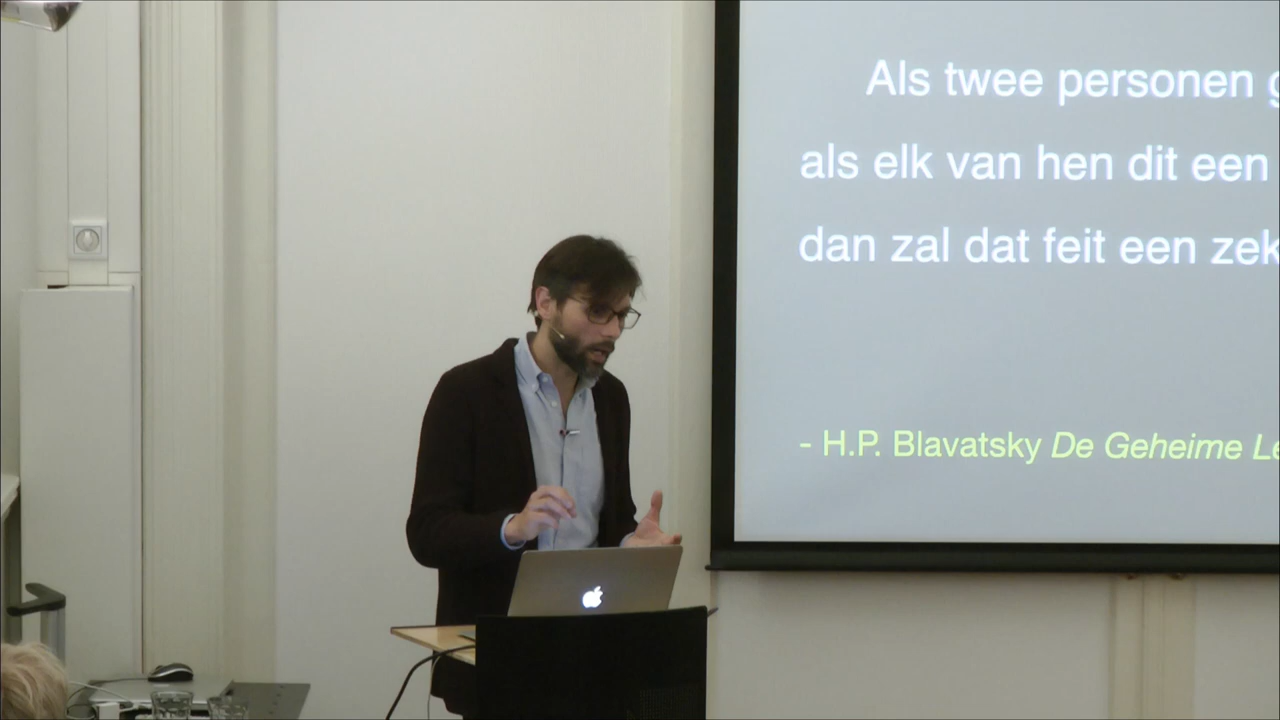 Als twee personen
als elk van hen dit een
dan zal dat feit een
- H.P. Blavatsky De Geheime